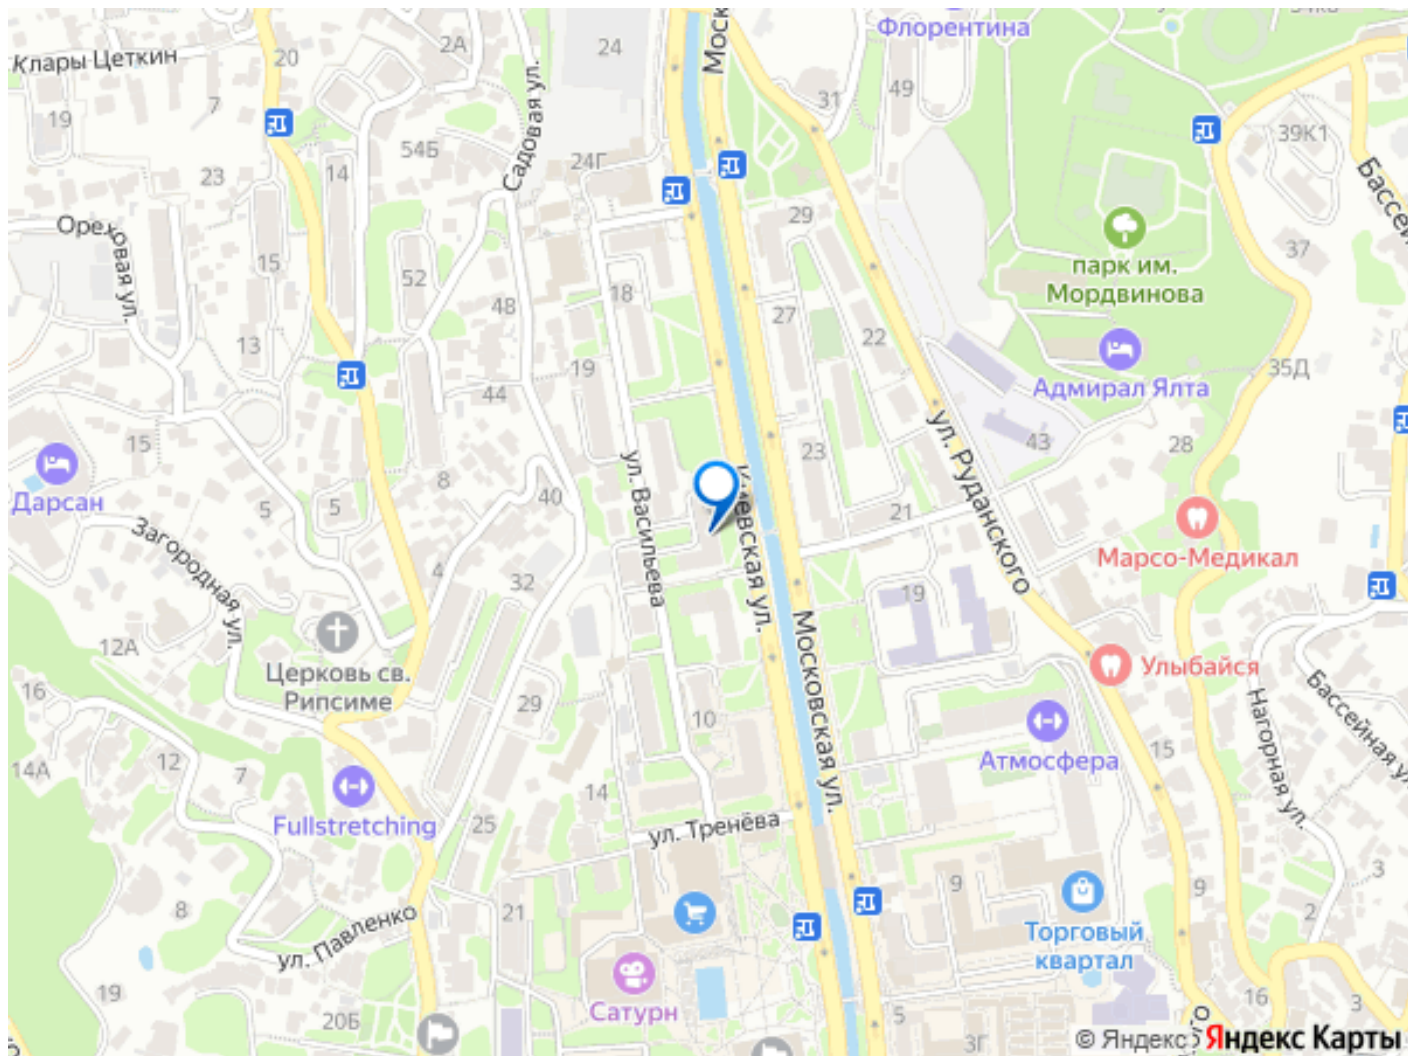 Флорентина
Моск
Клары Цеткин
20
2А
24
Садовая ул.
31
49
19
7
39К1
54Б
24Г
14
23
Бассей
29
Ореховая ул.
37
15
52
парк им.
Мордвинова
18
48
27
22
13
19
35Д
44
Адмирал Ялта
15
ул. Руданского
43
28
23
Дарсан
8
40
ул. Васильева
Киевская ул.
5
5
21
Загородная ул.
Марсо-Медикал
4
32
19
Московская ул.
12А
Церковь св.
Рипсиме
Улыбайся
16
29
10
Нагорная ул.
Бассейная ул
12
7
14А
15
Атмосфера
14
Fullstretching
25
ул. Тренёва
3
9
9
8
21
ул. Павленко
2
Торговый
квартал
19
16
3
Сатурн
20Б
5
3Г
© Яндекс Яндекс Карты